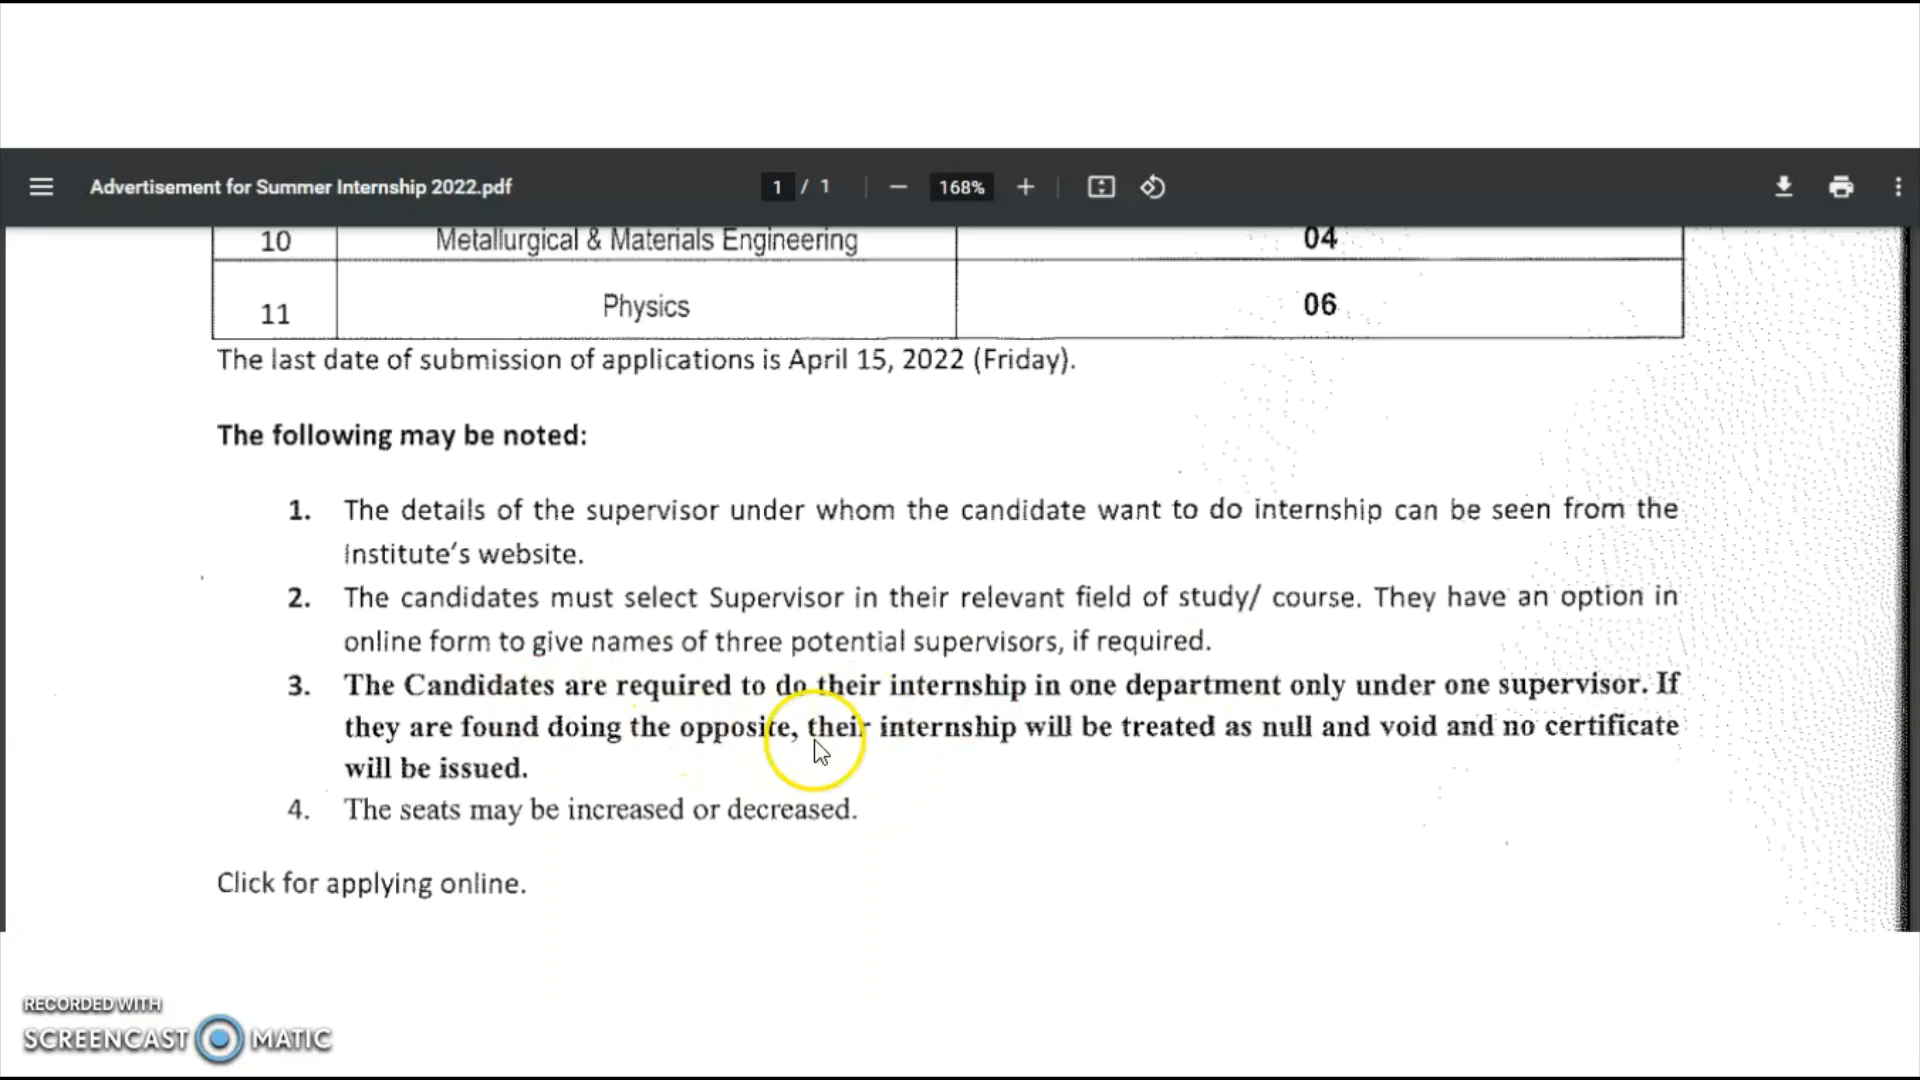 Advertisement for Summer Internship 2022.pdf 1 / 1 168%
10 Metallurgical & Materials Engineering 04
11 Physics 06
The last date of submission of applications is April 15, 2022 (Friday).
The following may be noted:
1. The details of the supervisor under whom the candidate want to do internship can be seen from the
Institute's website.
2. The candidates must select Supervisor in their relevant field of study/ course. They have an option in
online form to give names of three potential supervisors, if required.
3. The Candidates are required to do their internship in one department only under one supervisor. If
they are found doing the opposite, their internship will be treated as null and void and no certificate
will be issued.
4. The seats may be increased or decreased.
Click for applying online.
RECORDED WITH
SCREENCAST MATIC